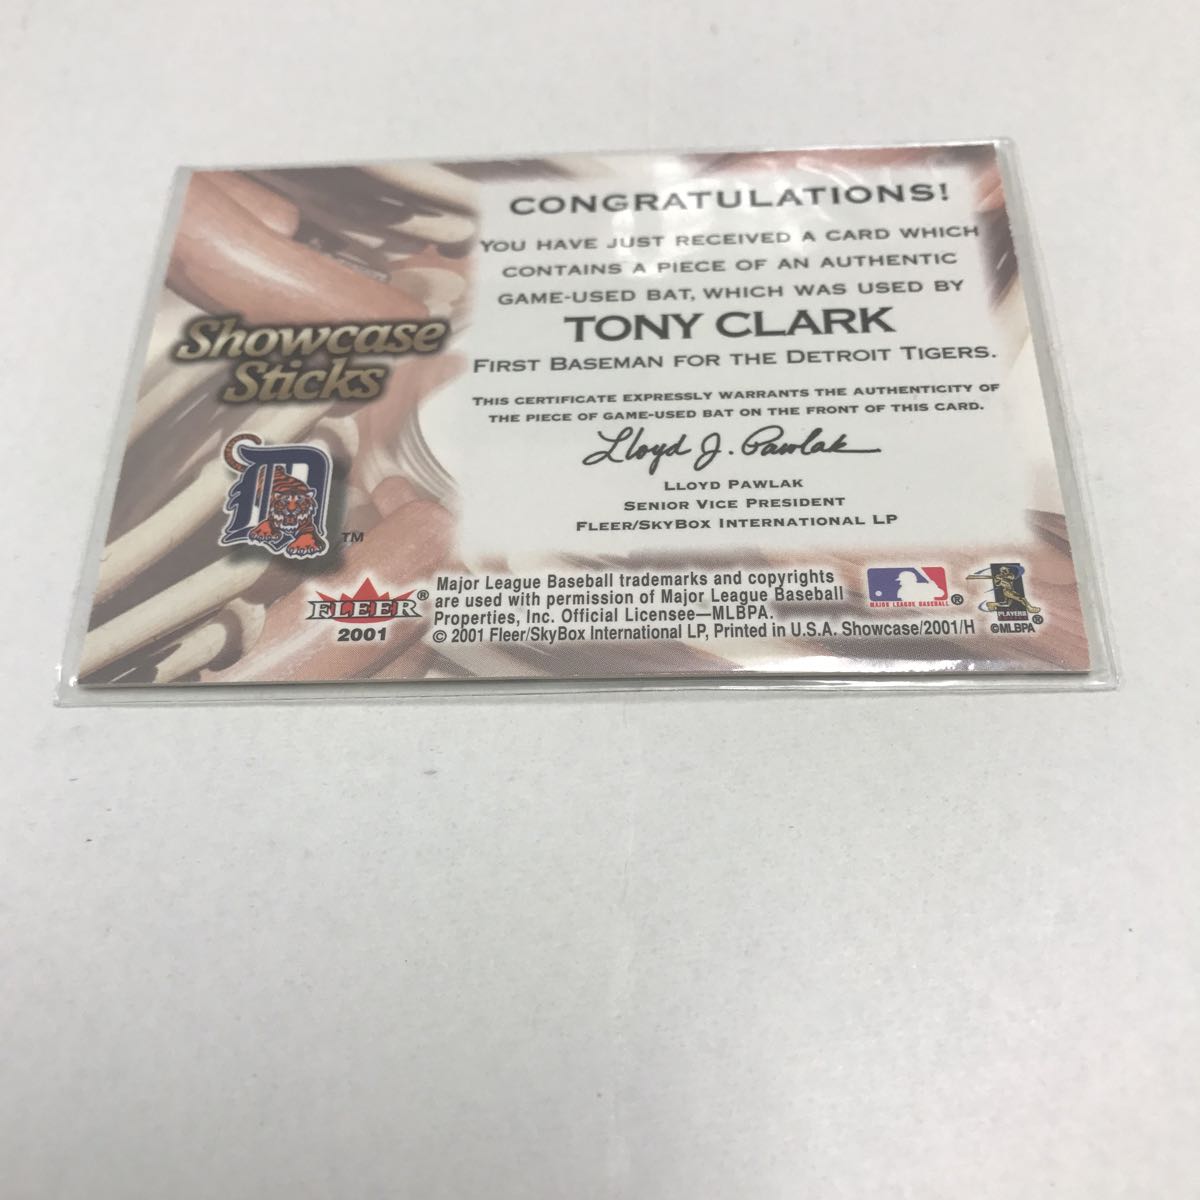 CONGRATULATIONS!
YOU HAVE JUST RECEIVED A CARD WHICH
CONTAINS A PIECE OF AN AUTHENTIC
GAME-USED BAT, WHICH WAS USED BY
TONY CLARK
FIRST BASEMAN FOR THE DETROIT TIGERS.
THIS CERTIFICATE EXPRESSLY WARRANTS THE AUTHENTICITY OF
THE PIECE OF GAME-USED BAT ON THE FRONT OF THIS CARD.
Lloyd J. Pawlak
LLOYD PAWLAK
SENIOR VICE PRESIDENT
FLEER/SKYBOX INTERNATIONAL LP
Showcase
Sticks
D
TM
FLEER®
2001
Major League Baseball trademarks and copyrights
are used with permission of Major League Baseball
Properties, Inc. Official Licensee—MLBPA.
© 2001 Fleer/SkyBox International LP, Printed in U.S.A. Showcase/2001/H
MAJOR LEAGUE BASEBALL ®
PLAYERS
®
©MLBPA